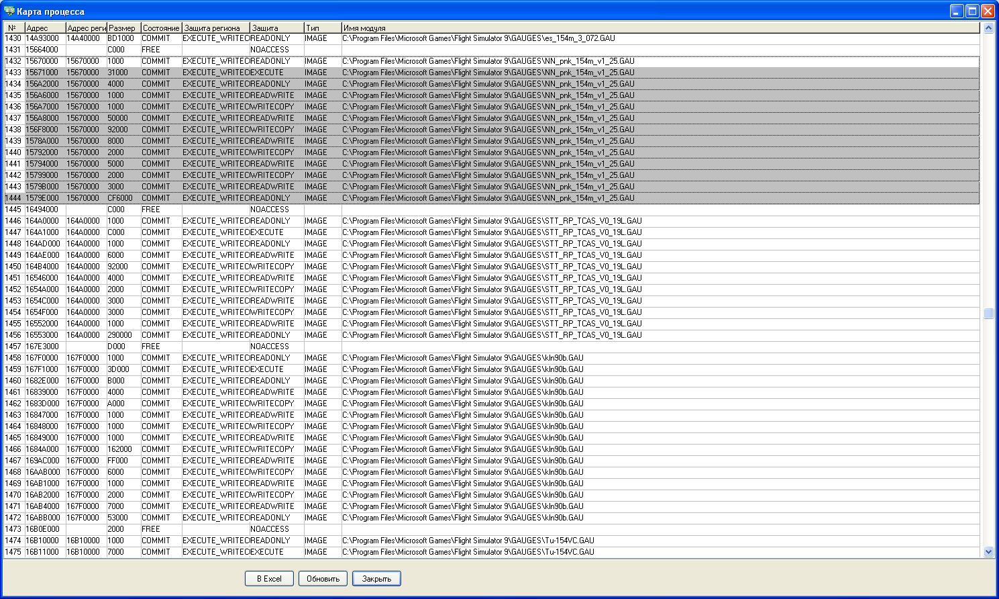 Карта процесса
№ Адрес Адрес реги Размер Состояние Защита региона Защита Тип Имя модуля
1430 14A93000 14A40000 BD1000 COMMIT EXECUTE_WRITEC READONLY IMAGE C:\Program Files\Microsoft Games\Flight Simulator 9\GAUGES\es_154m_3_072.GAU
1431 15664000 C000 FREE NOACCESS
1432 15670000 15670000 1000 COMMIT EXECUTE_WRITEC READONLY IMAGE C:\Program Files\Microsoft Games\Flight Simulator 9\GAUGES\NN_pnk_154m_v1_25.GAU
1433 15671000 15670000 31000 COMMIT EXECUTE_WRITEC EXECUTE IMAGE C:\Program Files\Microsoft Games\Flight Simulator 9\GAUGES\NN_pnk_154m_v1_25.GAU
1434 156A2000 15670000 4000 COMMIT EXECUTE_WRITEC READONLY IMAGE C:\Program Files\Microsoft Games\Flight Simulator 9\GAUGES\NN_pnk_154m_v1_25.GAU
1435 156A6000 15670000 1000 COMMIT EXECUTE_WRITEC READWRITE IMAGE C:\Program Files\Microsoft Games\Flight Simulator 9\GAUGES\NN_pnk_154m_v1_25.GAU
1436 156A7000 15670000 1000 COMMIT EXECUTE_WRITEC WRITECOPY IMAGE C:\Program Files\Microsoft Games\Flight Simulator 9\GAUGES\NN_pnk_154m_v1_25.GAU
1437 156A8000 15670000 50000 COMMIT EXECUTE_WRITEC READWRITE IMAGE C:\Program Files\Microsoft Games\Flight Simulator 9\GAUGES\NN_pnk_154m_v1_25.GAU
1438 156F8000 15670000 92000 COMMIT EXECUTE_WRITEC WRITECOPY IMAGE C:\Program Files\Microsoft Games\Flight Simulator 9\GAUGES\NN_pnk_154m_v1_25.GAU
1439 1578A000 15670000 8000 COMMIT EXECUTE_WRITEC READWRITE IMAGE C:\Program Files\Microsoft Games\Flight Simulator 9\GAUGES\NN_pnk_154m_v1_25.GAU
1440 15792000 15670000 2000 COMMIT EXECUTE_WRITEC WRITECOPY IMAGE C:\Program Files\Microsoft Games\Flight Simulator 9\GAUGES\NN_pnk_154m_v1_25.GAU
1441 15794000 15670000 5000 COMMIT EXECUTE_WRITEC READWRITE IMAGE C:\Program Files\Microsoft Games\Flight Simulator 9\GAUGES\NN_pnk_154m_v1_25.GAU
1442 15799000 15670000 2000 COMMIT EXECUTE_WRITEC WRITECOPY IMAGE C:\Program Files\Microsoft Games\Flight Simulator 9\GAUGES\NN_pnk_154m_v1_25.GAU
1443 1579B000 15670000 3000 COMMIT EXECUTE_WRITEC READWRITE IMAGE C:\Program Files\Microsoft Games\Flight Simulator 9\GAUGES\NN_pnk_154m_v1_25.GAU
1444 1579E000 15670000 CF6000 COMMIT EXECUTE_WRITEC READONLY IMAGE C:\Program Files\Microsoft Games\Flight Simulator 9\GAUGES\NN_pnk_154m_v1_25.GAU
1445 16494000 C000 FREE NOACCESS
1446 164A0000 164A0000 1000 COMMIT EXECUTE_WRITEC READONLY IMAGE C:\Program Files\Microsoft Games\Flight Simulator 9\GAUGES\STT_RP_TCAS_V0_19L.GAU
1447 164A1000 164A0000 C000 COMMIT EXECUTE_WRITEC EXECUTE IMAGE C:\Program Files\Microsoft Games\Flight Simulator 9\GAUGES\STT_RP_TCAS_V0_19L.GAU
1448 164AD000 164A0000 1000 COMMIT EXECUTE_WRITEC READONLY IMAGE C:\Program Files\Microsoft Games\Flight Simulator 9\GAUGES\STT_RP_TCAS_V0_19L.GAU
1449 164AE000 164A0000 6000 COMMIT EXECUTE_WRITEC READWRITE IMAGE C:\Program Files\Microsoft Games\Flight Simulator 9\GAUGES\STT_RP_TCAS_V0_19L.GAU
1450 164B4000 164A0000 92000 COMMIT EXECUTE_WRITEC WRITECOPY IMAGE C:\Program Files\Microsoft Games\Flight Simulator 9\GAUGES\STT_RP_TCAS_V0_19L.GAU
1451 16546000 164A0000 4000 COMMIT EXECUTE_WRITEC READWRITE IMAGE C:\Program Files\Microsoft Games\Flight Simulator 9\GAUGES\STT_RP_TCAS_V0_19L.GAU
1452 1654A000 164A0000 2000 COMMIT EXECUTE_WRITEC WRITECOPY IMAGE C:\Program Files\Microsoft Games\Flight Simulator 9\GAUGES\STT_RP_TCAS_V0_19L.GAU
1453 1654C000 164A0000 3000 COMMIT EXECUTE_WRITEC READWRITE IMAGE C:\Program Files\Microsoft Games\Flight Simulator 9\GAUGES\STT_RP_TCAS_V0_19L.GAU
1454 1654F000 164A0000 3000 COMMIT EXECUTE_WRITEC WRITECOPY IMAGE C:\Program Files\Microsoft Games\Flight Simulator 9\GAUGES\STT_RP_TCAS_V0_19L.GAU
1455 16552000 164A0000 1000 COMMIT EXECUTE_WRITEC READWRITE IMAGE C:\Program Files\Microsoft Games\Flight Simulator 9\GAUGES\STT_RP_TCAS_V0_19L.GAU
1456 16553000 164A0000 290000 COMMIT EXECUTE_WRITEC READONLY IMAGE C:\Program Files\Microsoft Games\Flight Simulator 9\GAUGES\STT_RP_TCAS_V0_19L.GAU
1457 167E3000 D000 FREE NOACCESS
1458 167F0000 167F0000 1000 COMMIT EXECUTE_WRITEC READONLY IMAGE C:\Program Files\Microsoft Games\Flight Simulator 9\GAUGES\kln90b.GAU
1459 167F1000 167F0000 3D000 COMMIT EXECUTE_WRITEC EXECUTE IMAGE C:\Program Files\Microsoft Games\Flight Simulator 9\GAUGES\kln90b.GAU
1460 1682E000 167F0000 B000 COMMIT EXECUTE_WRITEC READONLY IMAGE C:\Program Files\Microsoft Games\Flight Simulator 9\GAUGES\kln90b.GAU
1461 16839000 167F0000 4000 COMMIT EXECUTE_WRITEC READWRITE IMAGE C:\Program Files\Microsoft Games\Flight Simulator 9\GAUGES\kln90b.GAU
1462 1683D000 167F0000 A000 COMMIT EXECUTE_WRITEC WRITECOPY IMAGE C:\Program Files\Microsoft Games\Flight Simulator 9\GAUGES\kln90b.GAU
1463 16847000 167F0000 1000 COMMIT EXECUTE_WRITEC READWRITE IMAGE C:\Program Files\Microsoft Games\Flight Simulator 9\GAUGES\kln90b.GAU
1464 16848000 167F0000 1000 COMMIT EXECUTE_WRITEC WRITECOPY IMAGE C:\Program Files\Microsoft Games\Flight Simulator 9\GAUGES\kln90b.GAU
1465 16849000 167F0000 1000 COMMIT EXECUTE_WRITEC READWRITE IMAGE C:\Program Files\Microsoft Games\Flight Simulator 9\GAUGES\kln90b.GAU
1466 1684A000 167F0000 162000 COMMIT EXECUTE_WRITEC WRITECOPY IMAGE C:\Program Files\Microsoft Games\Flight Simulator 9\GAUGES\kln90b.GAU
1467 169AC000 167F0000 FF000 COMMIT EXECUTE_WRITEC READWRITE IMAGE C:\Program Files\Microsoft Games\Flight Simulator 9\GAUGES\kln90b.GAU
1468 16AAB000 167F0000 6000 COMMIT EXECUTE_WRITEC WRITECOPY IMAGE C:\Program Files\Microsoft Games\Flight Simulator 9\GAUGES\kln90b.GAU
1469 16AB1000 167F0000 1000 COMMIT EXECUTE_WRITEC READWRITE IMAGE C:\Program Files\Microsoft Games\Flight Simulator 9\GAUGES\kln90b.GAU
1470 16AB2000 167F0000 2000 COMMIT EXECUTE_WRITEC WRITECOPY IMAGE C:\Program Files\Microsoft Games\Flight Simulator 9\GAUGES\kln90b.GAU
1471 16AB4000 167F0000 7000 COMMIT EXECUTE_WRITEC READWRITE IMAGE C:\Program Files\Microsoft Games\Flight Simulator 9\GAUGES\kln90b.GAU
1472 16ABB000 167F0000 53000 COMMIT EXECUTE_WRITEC READONLY IMAGE C:\Program Files\Microsoft Games\Flight Simulator 9\GAUGES\kln90b.GAU
1473 16B0E000 2000 FREE NOACCESS
1474 16B10000 16B10000 1000 COMMIT EXECUTE_WRITEC READONLY IMAGE C:\Program Files\Microsoft Games\Flight Simulator 9\GAUGES\Tu-154VC.GAU
1475 16B11000 16B10000 7000 COMMIT EXECUTE_WRITEC EXECUTE IMAGE C:\Program Files\Microsoft Games\Flight Simulator 9\GAUGES\Tu-154VC.GAU
В Excel Обновить Закрыть